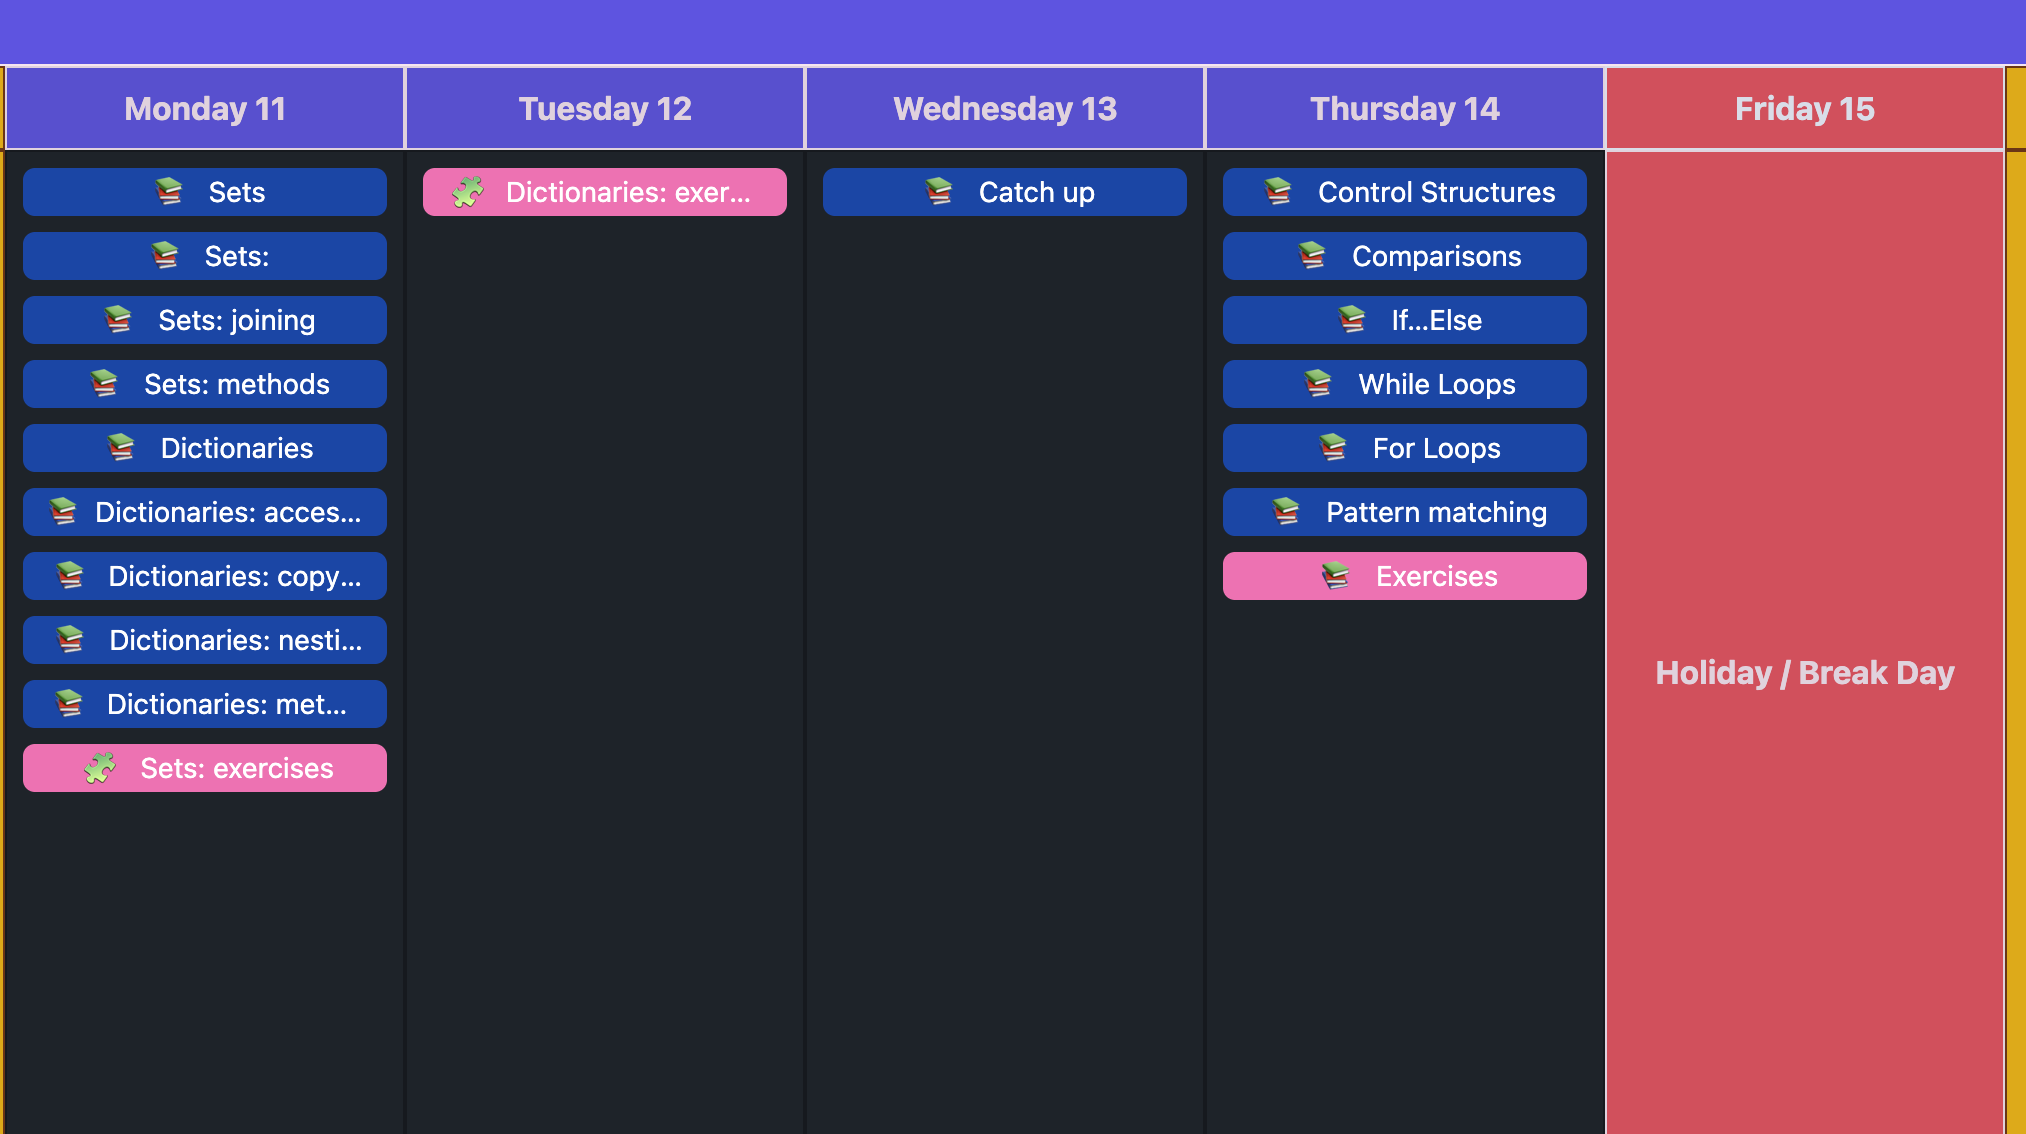 Monday 11
Tuesday 12
Wednesday 13
Thursday 14
Friday 15
Sets
Sets:
Sets: joining
Sets: methods
Dictionaries
Dictionaries: acces...
Dictionaries: copy...
Dictionaries: nesti...
Dictionaries: met...
Sets: exercises
Dictionaries: exer...
Catch up
Control Structures
Comparisons
If...Else
While Loops
For Loops
Pattern matching
Exercises
Holiday / Break Day